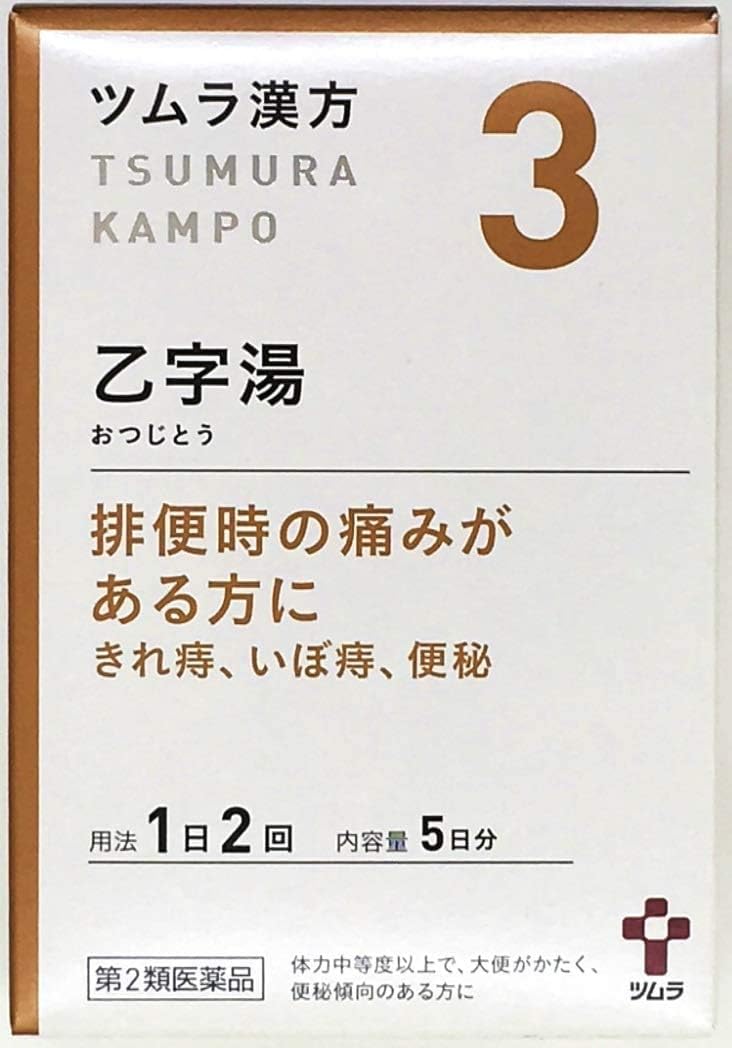 ツムラ漢方
TSUMURA
KAMPO
3
乙字湯
おつじとう
排便時の痛みが
ある方に
きれ痔、いぼ痔、便秘
用法 1日2回 内容量 5日分
第2類医薬品
体力中等度以上で、大便がかたく、
便秘傾向のある方に
ツムラ